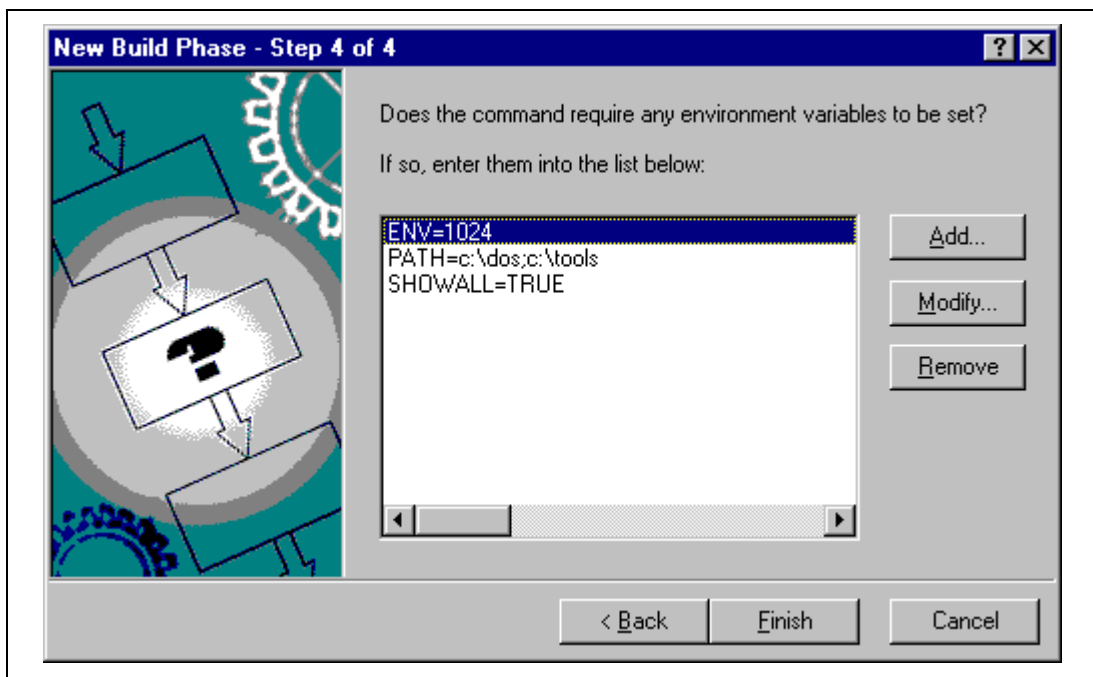 New Build Phase - Step 4 of 4
Does the command require any environment variables to be set?
If so, enter them into the list below:
ENV=1024
PATH=c:\dos;c:\tools
SHOWALL=TRUE
Add...
Modify...
Remove
< Back
Finish
Cancel